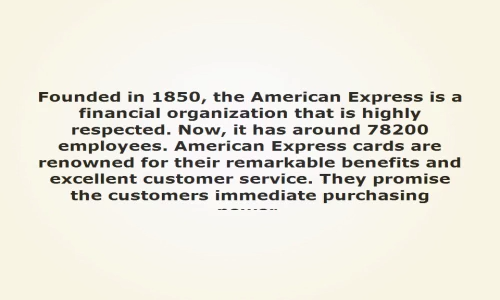 Founded in 1850, the American Express is a
financial organization that is highly
respected. Now, it has around 78200
employees. American Express cards are
renowned for their remarkable benefits and
excellent customer service. They promise
the customers immediate purchasing